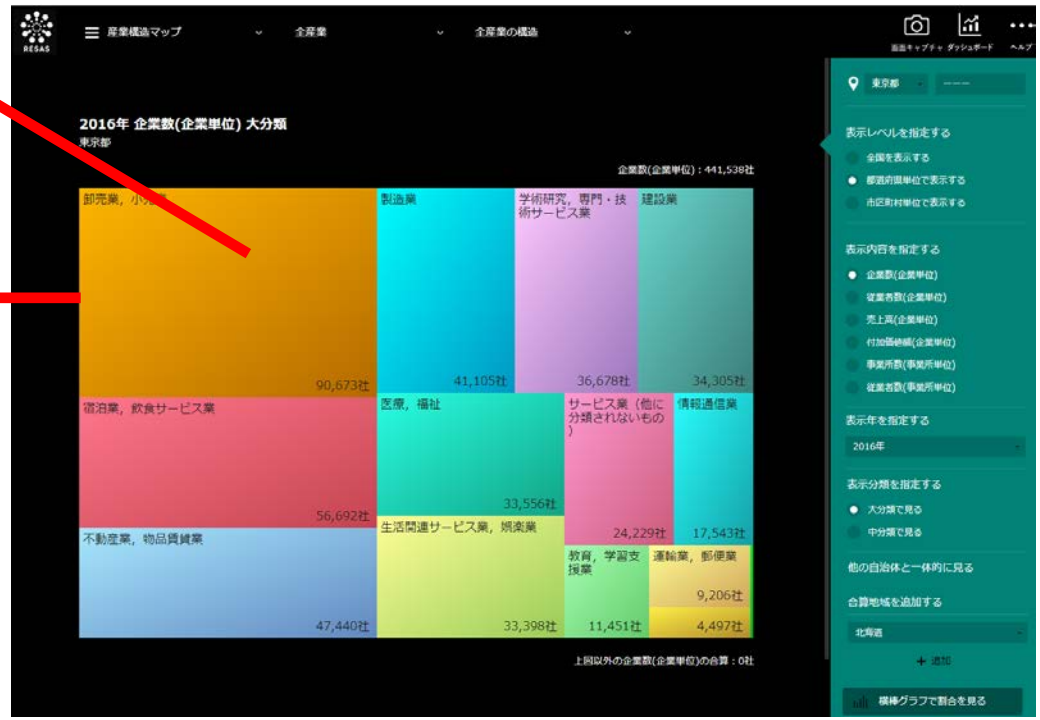 RESAS
産業構造マップ
全産業
全産業の構造
画面キャプチャ
ダッシュボード
ヘルプ
2016年 企業数(企業単位) 大分類
東京都
企業数(企業単位):441,538社
卸売業, 小売業
90,673社
製造業
41,105社
学術研究, 専門・技
術サービス業
36,678社
建設業
34,305社
宿泊業, 飲食サービス業
56,692社
医療, 福祉
33,556社
サービス業(他に
分類されないもの
)
24,229社
情報通信業
17,543社
不動産業, 物品賃貸業
47,440社
生活関連サービス業, 娯楽業
33,398社
教育, 学習支
援業
11,451社
運輸業, 郵便業
9,206社
4,497社
上図以外の企業数(企業単位)の合算:0社
東京都
---
表示レベルを指定する
全国を表示する
都道府県単位で表示する
市区町村単位で表示する
表示内容を指定する
企業数(企業単位)
従業者数(企業単位)
売上高(企業単位)
付加価値額(企業単位)
事業所数(事業所単位)
従業者数(事業所単位)
表示年を指定する
2016年
表示分類を指定する
大分類で見る
中分類で見る
他の自治体と一体的に見る
合算地域を追加する
北海道
+ 追加
横棒グラフで割合を見る